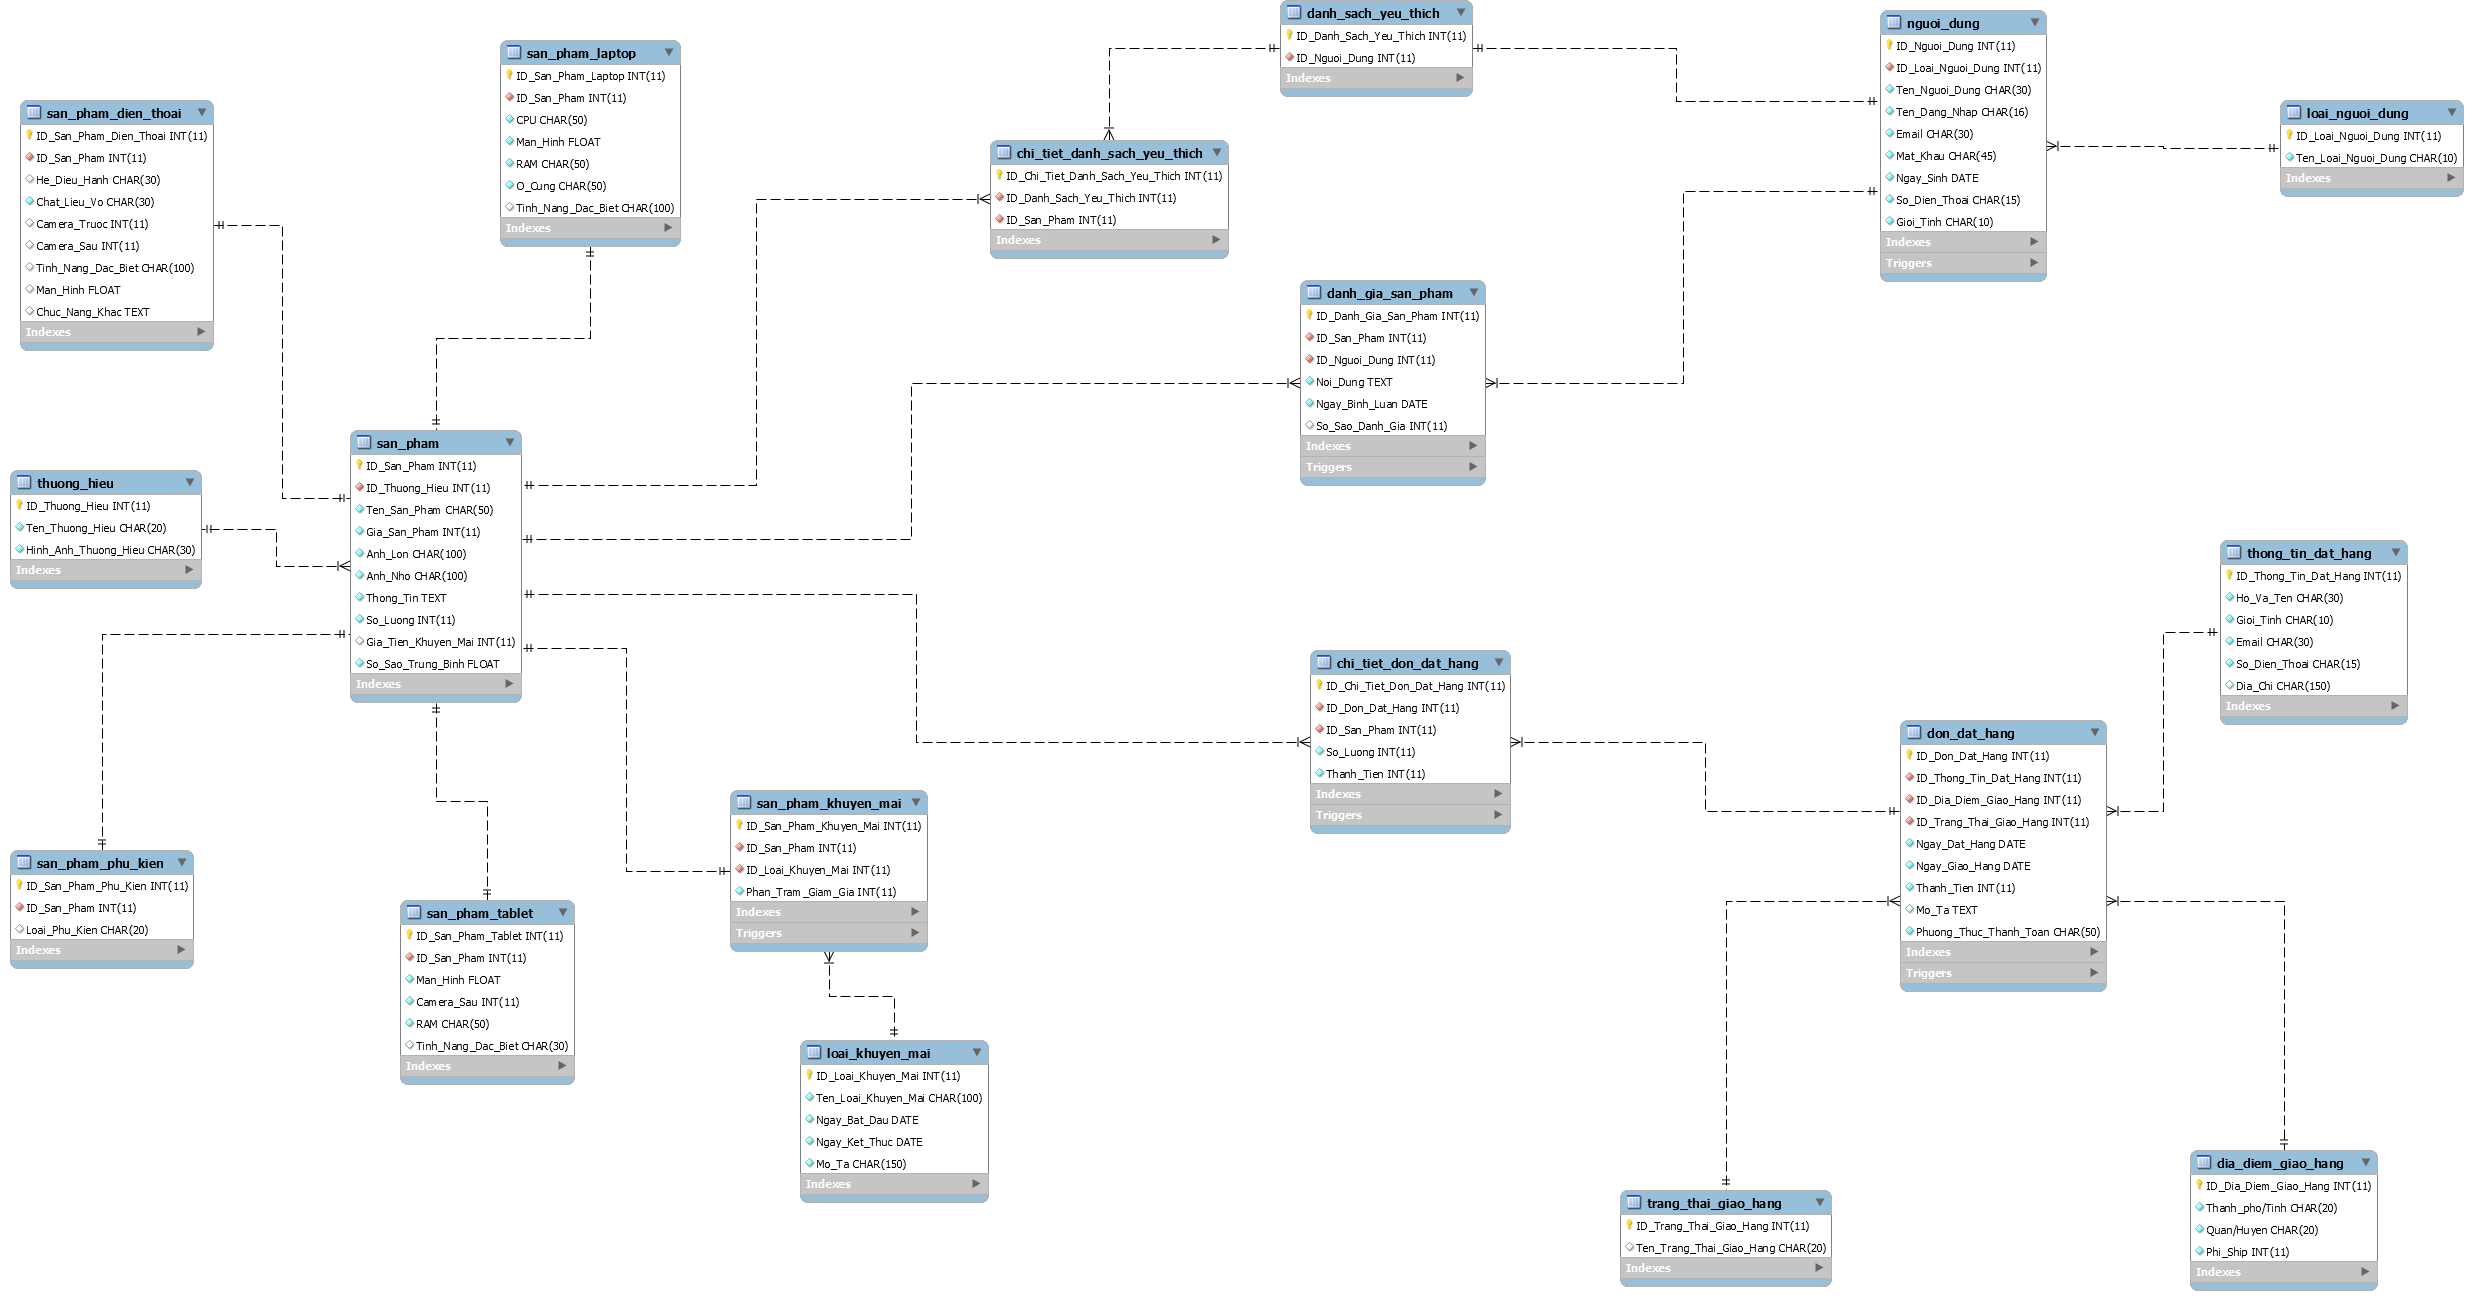 danh_sach_yeu_thich
ID_Danh_Sach_Yeu_Thich INT(11)
ID_Nguoi_Dung INT(11)
Indexes
nguoi_dung
ID_Nguoi_Dung INT(11)
ID_Loai_Nguoi_Dung INT(11)
Ten_Nguoi_Dung CHAR(30)
Ten_Dang_Nhap CHAR(16)
Email CHAR(30)
Mat_Khau CHAR(45)
Ngay_Sinh DATE
So_Dien_Thoai CHAR(15)
Gioi_Tinh CHAR(10)
Indexes
Triggers
san_pham_laptop
ID_San_Pham_Laptop INT(11)
ID_San_Pham INT(11)
CPU CHAR(50)
Man_Hinh FLOAT
RAM CHAR(50)
O_Cung CHAR(50)
Tinh_Nang_Dac_Biet CHAR(100)
Indexes
san_pham_dien_thoai
ID_San_Pham_Dien_Thoai INT(11)
ID_San_Pham INT(11)
He_Dieu_Hanh CHAR(30)
Chat_Lieu_Vo CHAR(30)
Camera_Truoc INT(11)
Camera_Sau INT(11)
Tinh_Nang_Dac_Biet CHAR(100)
Man_Hinh FLOAT
Chuc_Nang_Khac TEXT
Indexes
loai_nguoi_dung
ID_Loai_Nguoi_Dung INT(11)
Ten_Loai_Nguoi_Dung CHAR(10)
Indexes
chi_tiet_danh_sach_yeu_thich
ID_Chi_Tiet_Danh_Sach_Yeu_Thich INT(11)
ID_Danh_Sach_Yeu_Thich INT(11)
ID_San_Pham INT(11)
Indexes
danh_gia_san_pham
ID_Danh_Gia_San_Pham INT(11)
ID_San_Pham INT(11)
ID_Nguoi_Dung INT(11)
Noi_Dung TEXT
Ngay_Binh_Luan DATE
So_Sao_Danh_Gia INT(11)
Indexes
Triggers
san_pham
ID_San_Pham INT(11)
ID_Thuong_Hieu INT(11)
Ten_San_Pham CHAR(50)
Gia_San_Pham INT(11)
Anh_Lon CHAR(100)
Anh_Nho CHAR(100)
Thong_Tin TEXT
So_Luong INT(11)
Gia_Tien_Khuyen_Mai INT(11)
So_Sao_Trung_Binh FLOAT
Indexes
thuong_hieu
ID_Thuong_Hieu INT(11)
Ten_Thuong_Hieu CHAR(20)
Hinh_Anh_Thuong_Hieu CHAR(30)
Indexes
thong_tin_dat_hang
ID_Thong_Tin_Dat_Hang INT(11)
Ho_Va_Ten CHAR(30)
Gioi_Tinh CHAR(10)
Email CHAR(30)
So_Dien_Thoai CHAR(15)
Dia_Chi CHAR(150)
Indexes
chi_tiet_don_dat_hang
ID_Chi_Tiet_Don_Dat_Hang INT(11)
ID_Don_Dat_Hang INT(11)
ID_San_Pham INT(11)
So_Luong INT(11)
Thanh_Tien INT(11)
Indexes
Triggers
don_dat_hang
ID_Don_Dat_Hang INT(11)
ID_Thong_Tin_Dat_Hang INT(11)
ID_Dia_Diem_Giao_Hang INT(11)
ID_Trang_Thai_Giao_Hang INT(11)
Ngay_Dat_Hang DATE
Ngay_Giao_Hang DATE
Thanh_Tien INT(11)
Mo_Ta TEXT
Phuong_Thuc_Thanh_Toan CHAR(50)
Indexes
Triggers
san_pham_khuyen_mai
ID_San_Pham_Khuyen_Mai INT(11)
ID_San_Pham INT(11)
ID_Loai_Khuyen_Mai INT(11)
Phan_Tram_Giam_Gia INT(11)
Indexes
Triggers
san_pham_phu_kien
ID_San_Pham_Phu_Kien INT(11)
ID_San_Pham INT(11)
Loai_Phu_Kien CHAR(20)
Indexes
san_pham_tablet
ID_San_Pham_Tablet INT(11)
ID_San_Pham INT(11)
Man_Hinh FLOAT
Camera_Sau INT(11)
RAM CHAR(50)
Tinh_Nang_Dac_Biet CHAR(30)
Indexes
loai_khuyen_mai
ID_Loai_Khuyen_Mai INT(11)
Ten_Loai_Khuyen_Mai CHAR(100)
Ngay_Bat_Dau DATE
Ngay_Ket_Thuc DATE
Mo_Ta CHAR(150)
Indexes
trang_thai_giao_hang
ID_Trang_Thai_Giao_Hang INT(11)
Ten_Trang_Thai_Giao_Hang CHAR(20)
Indexes
dia_diem_giao_hang
ID_Dia_Diem_Giao_Hang INT(11)
Thanh_pho/Tinh CHAR(20)
Quan/Huyen CHAR(20)
Phi_Ship INT(11)
Indexes